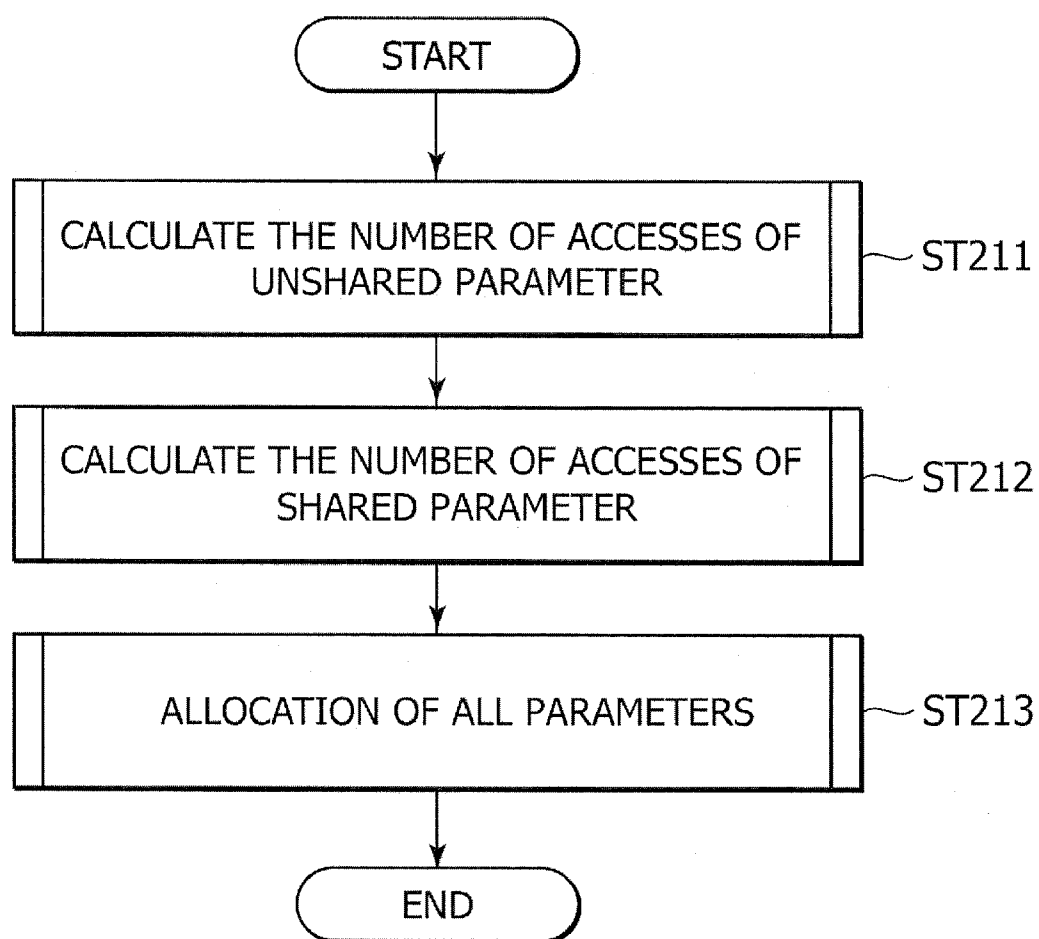 START
CALCULATE THE NUMBER OF ACCESSES OF
UNSHARED PARAMETER
ST211
CALCULATE THE NUMBER OF ACCESSES OF
SHARED PARAMETER
ST212
ALLOCATION OF ALL PARAMETERS
ST213
END